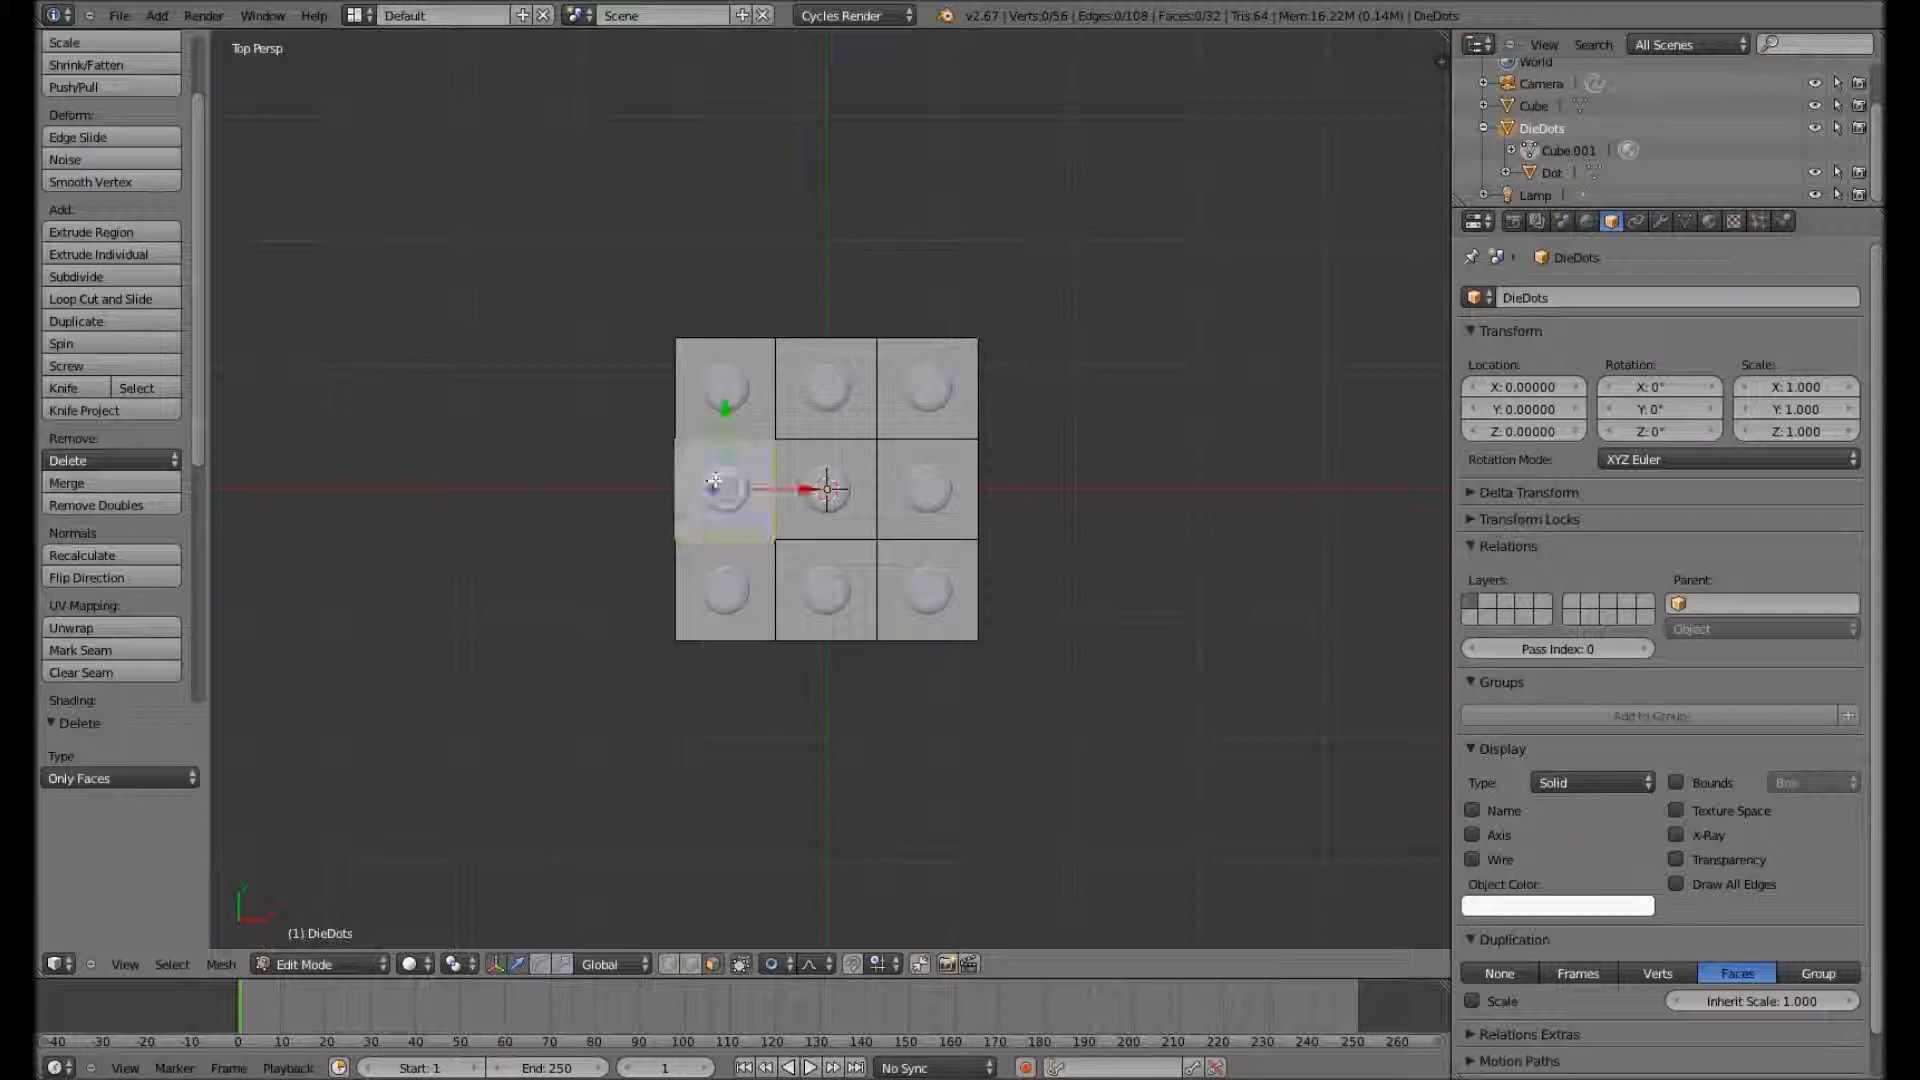 File Add Render Window Help Default Scene Cycles Render v2.67 | Verts:0/56 | Edges:0/108 | Faces:0/32 | Tris:64 | Mem:16.22M (0.14M) | DieDots
Scale
Shrink/Fatten
Push/Pull
Deform:
Edge Slide
Noise
Smooth Vertex
Add:
Extrude Region
Extrude Individual
Subdivide
Loop Cut and Slide
Duplicate
Spin
Screw
Knife Select
Knife Project
Remove:
Delete
Merge
Remove Doubles
Normals
Recalculate
Flip Direction
UV Mapping:
Unwrap
Mark Seam
Clear Seam
Shading:
Delete
Type
Only Faces
Top Persp
(1) DieDots
View Select Mesh Edit Mode Global
-40 -30 -20 -10 0 10 20 30 40 50 60 70 80 90 100 110 120 130 140 150 160 170 180 190 200 210 220 230 240 250 260
View Marker Frame Playback Start: 1 End: 250 1 No Sync
View Search All Scenes
World
Camera
Cube
DieDots
Cube.001
Dot
Lamp
DieDots
DieDots
Transform
Location: Rotation: Scale:
X: 0.00000 X: 0° X: 1.000
Y: 0.00000 Y: 0° Y: 1.000
Z: 0.00000 Z: 0° Z: 1.000
Rotation Mode: XYZ Euler
Delta Transform
Transform Locks
Relations
Layers: Parent:
Object
Pass Index: 0
Groups
Add to Group
Display
Type: Solid Bounds Box
Name Texture Space
Axis X-Ray
Wire Transparency
Object Color: Draw All Edges
Duplication
None Frames Verts Faces Group
Scale Inherit Scale: 1.000
Relations Extras
Motion Paths